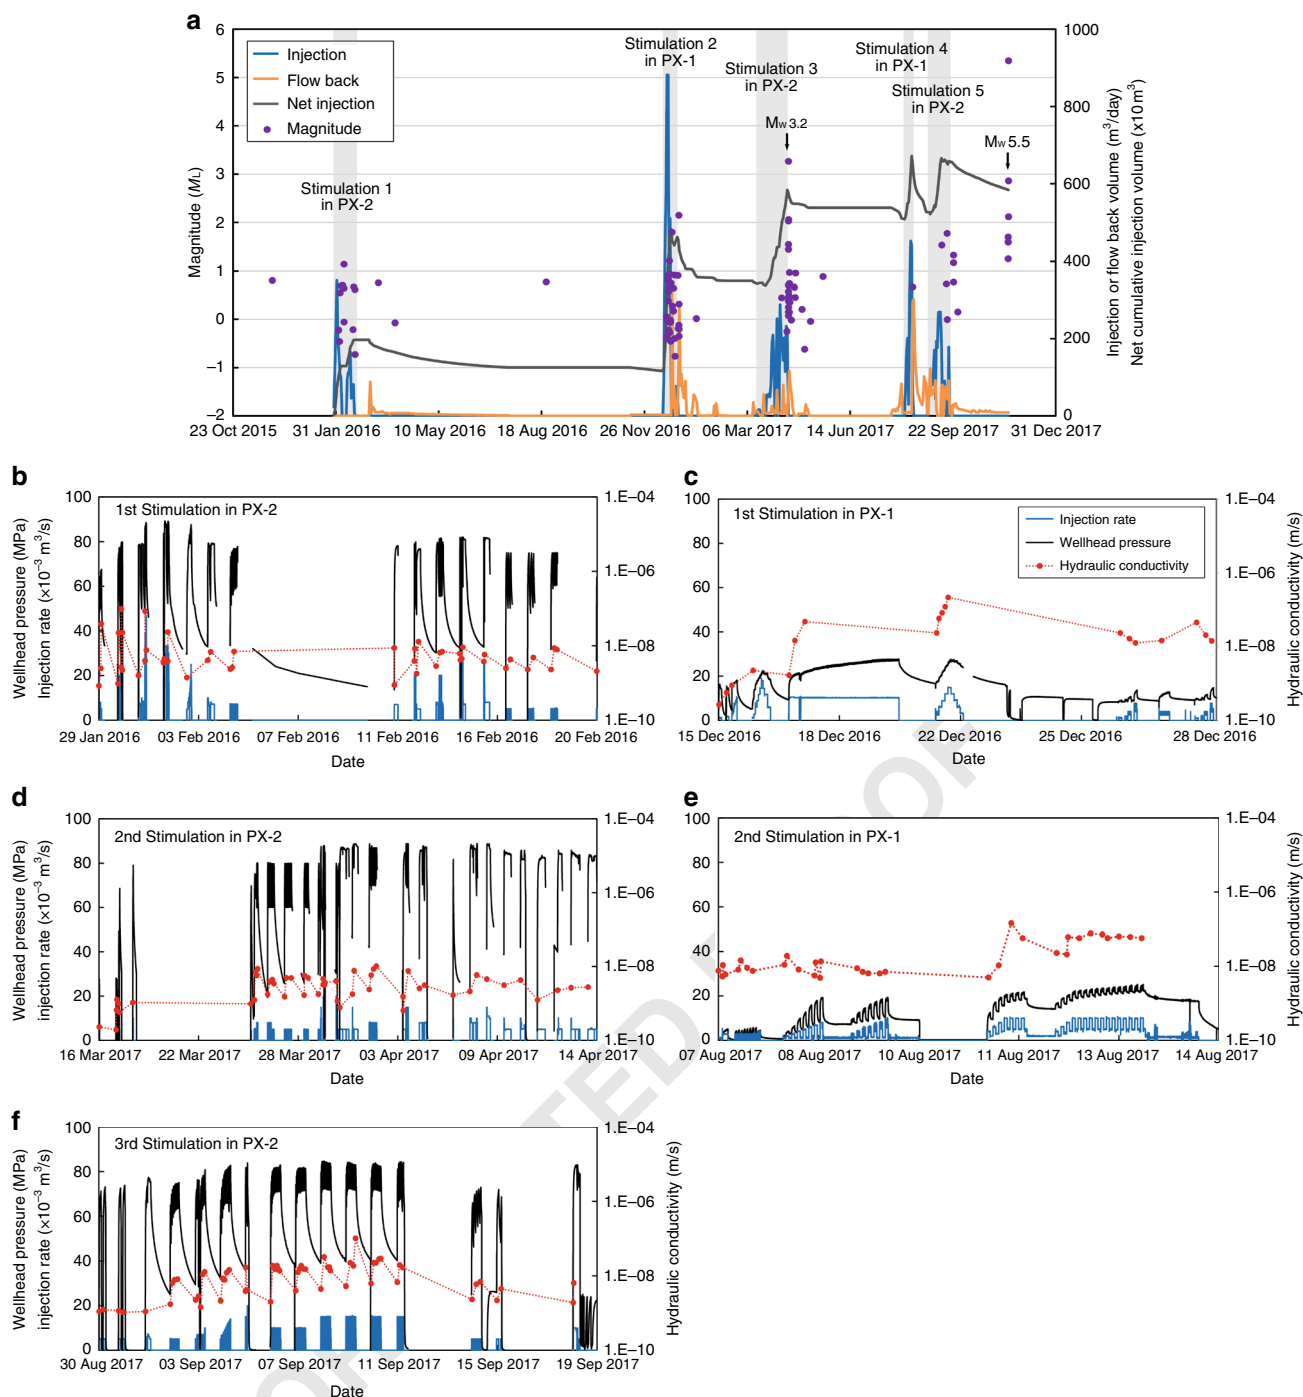 a
6
5
4
3
2
1
0
−1
−2
Magnitude (ML)
Injection
Flow back
Net injection
Magnitude
Stimulation 1
in PX-2
Stimulation 2
in PX-1
Stimulation 3
in PX-2
Stimulation 4
in PX-1
Stimulation 5
in PX-2
Mw 3.2
Mw 5.5
1000
800
600
400
200
0
Injection or flow back volume (m³/day)
Net cumulative injection volume (x10 m³)
23 Oct 2015 31 Jan 2016 10 May 2016 18 Aug 2016 26 Nov 2016 06 Mar 2017 14 Jun 2017 22 Sep 2017 31 Dec 2017
b
1st Stimulation in PX-2
Wellhead pressure (MPa)
Injection rate (×10⁻³ m³/s)
100
80
60
40
20
0
1.E−04
1.E−06
1.E−08
1.E−10
29 Jan 2016 03 Feb 2016 07 Feb 2016 11 Feb 2016 16 Feb 2016 20 Feb 2016
Date
c
1st Stimulation in PX-1
Injection rate
Wellhead pressure
Hydraulic conductivity
100
80
60
40
20
0
1.E−04
1.E−06
1.E−08
1.E−10
Hydraulic conductivity (m/s)
15 Dec 2016 18 Dec 2016 22 Dec 2016 25 Dec 2016 28 Dec 2016
Date
d
2nd Stimulation in PX-2
Wellhead pressure (MPa)
injection rate (×10⁻³ m³/s)
100
80
60
40
20
0
1.E−04
1.E−06
1.E−08
1.E−10
16 Mar 2017 22 Mar 2017 28 Mar 2017 03 Apr 2017 09 Apr 2017 14 Apr 2017
Date
e
2nd Stimulation in PX-1
100
80
60
40
20
0
1.E−04
1.E−06
1.E−08
1.E−10
Hydraulic conductivity (m/s)
07 Aug 2017 08 Aug 2017 10 Aug 2017 11 Aug 2017 13 Aug 2017 14 Aug 2017
Date
f
3rd Stimulation in PX-2
Wellhead pressure (MPa)
injection rate (×10⁻³ m³/s)
100
80
60
40
20
0
1.E−04
1.E−06
1.E−08
1.E−10
Hydraulic conductivity (m/s)
30 Aug 2017 03 Sep 2017 07 Sep 2017 11 Sep 2017 15 Sep 2017 19 Sep 2017
Date